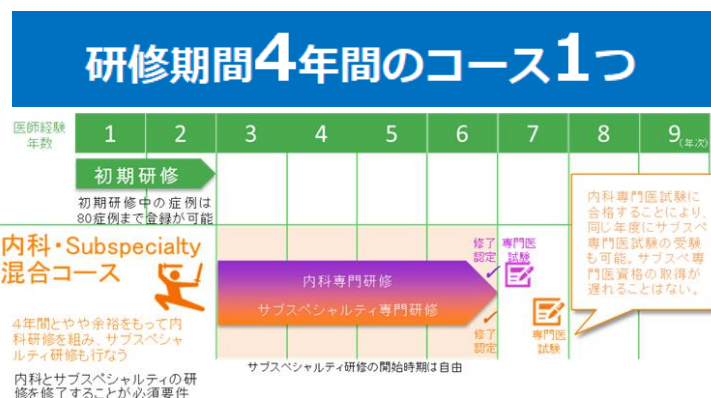 研修期間4年間のコース1つ
医師経験
年数
1 2 3 4 5 6 7 8 9(年次)
初期研修
初期研修中の症例は
80症例まで登録が可能
内科専門医試験に
合格することにより、
同じ年度にサブスペ
専門医試験の受験
も可能。サブスペ専
門医資格の取得が
遅れることはない。
内科・Subspecialty
混合コース
修了
認定
専門医
試験
内科専門研修
サブスペシャルティ専門研修
修了
認定
専門医
試験
4年間とやや余裕をもって内
科研修を組み、サブスペシャ
ルティ研修も行なう
サブスペシャルティ研修の開始時期は自由
内科とサブスペシャルティの研
修を修了することが必須要件